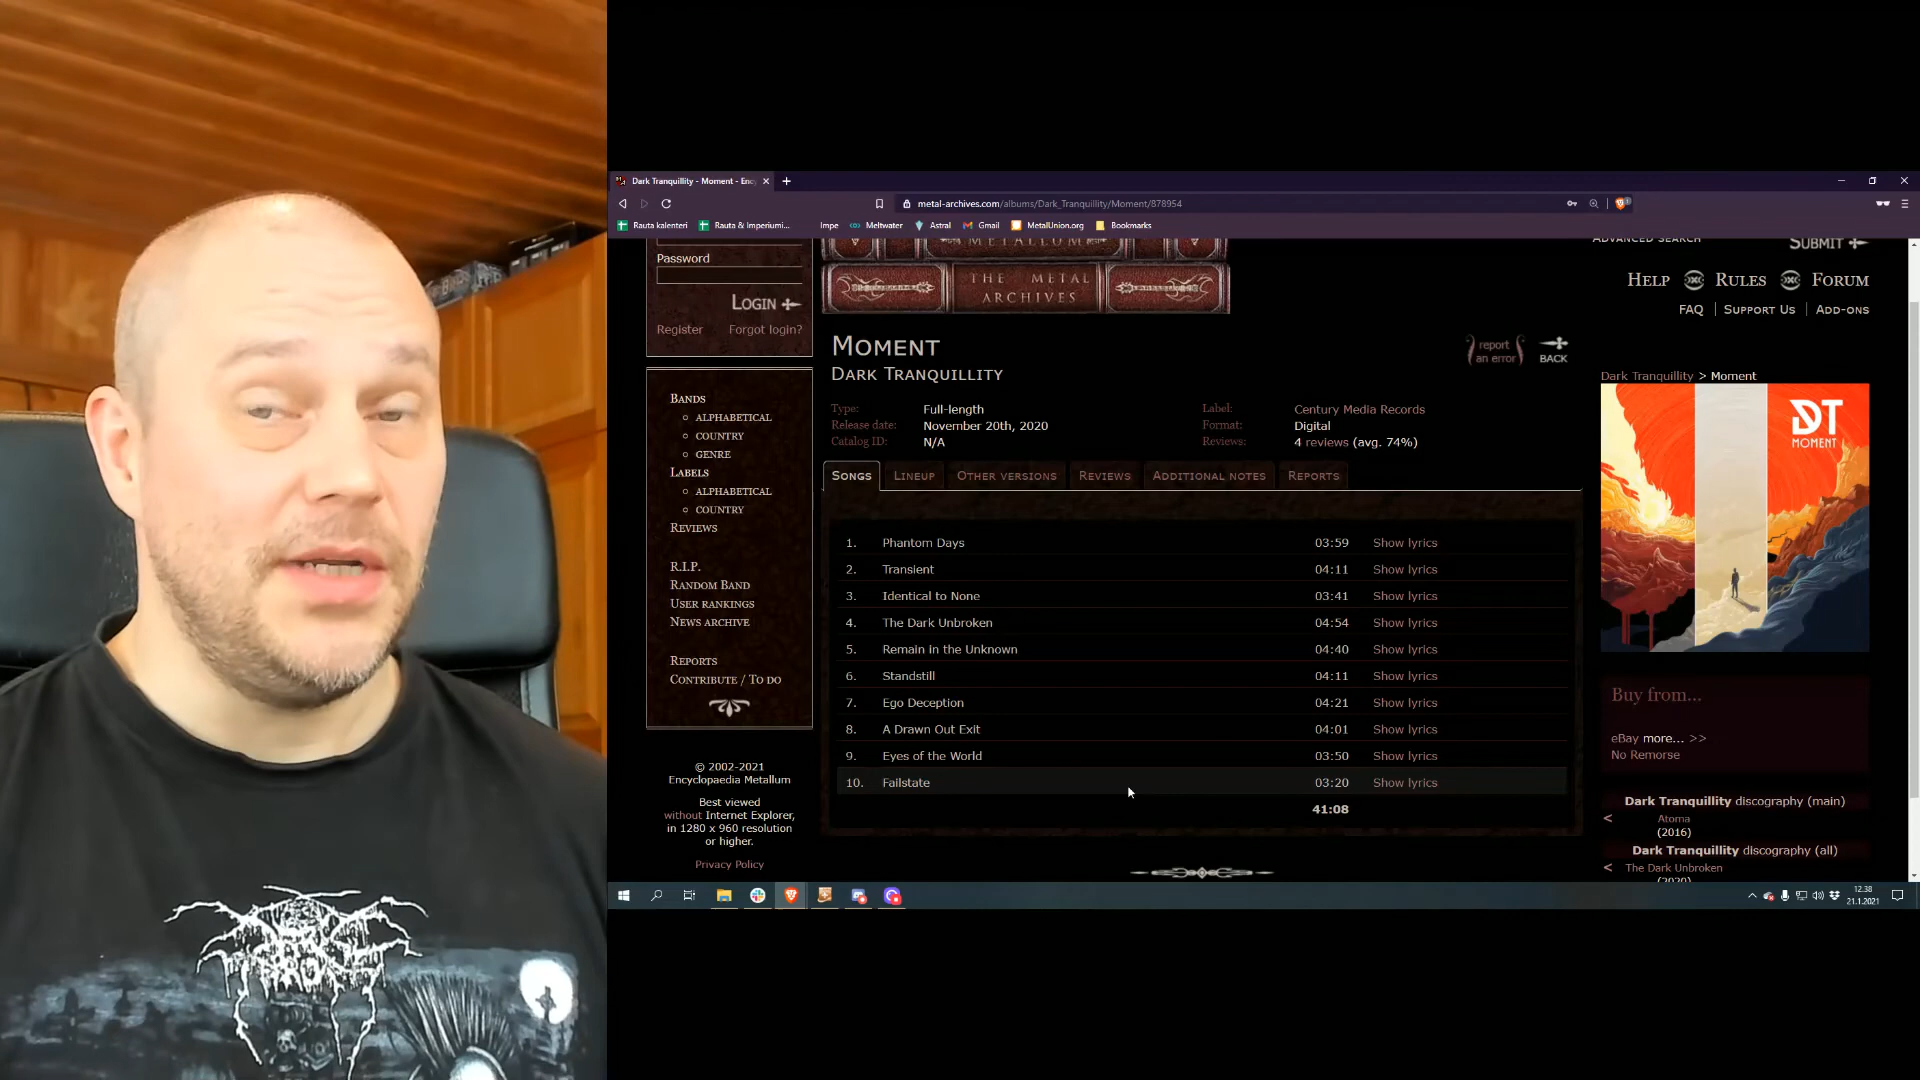 Dark Tranquillity - Moment - Enc
metal-archives.com/albums/Dark_Tranquillity/Moment/878954
Rauta kalenteri
Rauta & Imperiumi...
Impe
Meltwater
Astral
Gmail
MetalUnion.org
Bookmarks
Password
LOGIN
Register
Forgot login?
METALLUM
THE METAL
ARCHIVES
ADVANCED SEARCH
SUBMIT
HELP
RULES
FORUM
FAQ
SUPPORT US
ADD-ONS
BANDS
ALPHABETICAL
COUNTRY
GENRE
LABELS
ALPHABETICAL
COUNTRY
REVIEWS
R.I.P.
RANDOM BAND
USER RANKINGS
NEWS ARCHIVE
REPORTS
CONTRIBUTE / TO DO
© 2002-2021
Encyclopaedia Metallum
Best viewed
without Internet Explorer,
in 1280 x 960 resolution
or higher.
Privacy Policy
MOMENT
DARK TRANQUILLITY
report
an error
BACK
Type: Full-length
Release date: November 20th, 2020
Catalog ID: N/A
Label: Century Media Records
Format: Digital
Reviews: 4 reviews (avg. 74%)
SONGS
LINEUP
OTHER VERSIONS
REVIEWS
ADDITIONAL NOTES
REPORTS
1. Phantom Days 03:59 Show lyrics
2. Transient 04:11 Show lyrics
3. Identical to None 03:41 Show lyrics
4. The Dark Unbroken 04:54 Show lyrics
5. Remain in the Unknown 04:40 Show lyrics
6. Standstill 04:11 Show lyrics
7. Ego Deception 04:21 Show lyrics
8. A Drawn Out Exit 04:01 Show lyrics
9. Eyes of the World 03:50 Show lyrics
10. Failstate 03:20 Show lyrics
41:08
Dark Tranquillity > Moment
DT
MOMENT
Buy from...
eBay more... >>
No Remorse
Dark Tranquillity discography (main)
< Atoma
(2016)
Dark Tranquillity discography (all)
< The Dark Unbroken
(2020)
12.38
21.1.2021